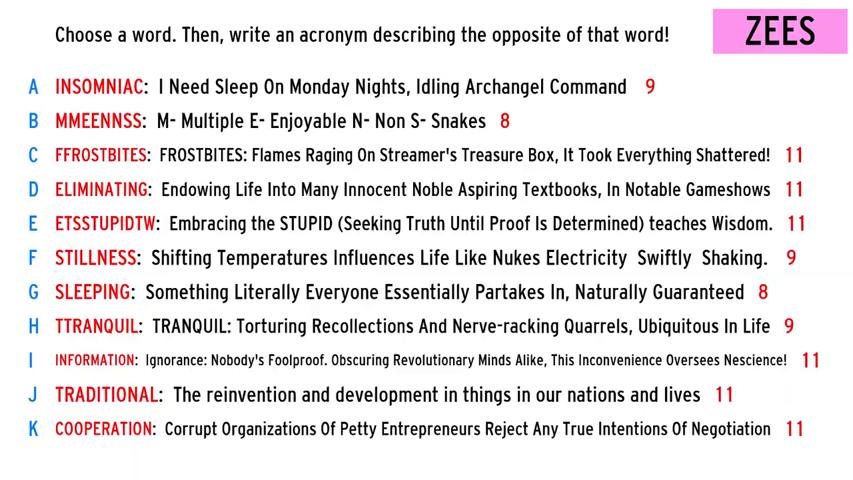 Choose a word. Then, write an acronym describing the opposite of that word!
ZEES
A INSOMNIAC: I Need Sleep On Monday Nights, Idling Archangel Command 9
B MMEENNSS: M- Multiple E- Enjoyable N- Non S- Snakes 8
C FFROSTBITES: FROSTBITES: Flames Raging On Streamer's Treasure Box, It Took Everything Shattered! 11
D ELIMINATING: Endowing Life Into Many Innocent Noble Aspiring Textbooks, In Notable Gameshows 11
E ETSSTUPIDTW: Embracing the STUPID (Seeking Truth Until Proof Is Determined) teaches Wisdom. 11
F STILLNESS: Shifting Temperatures Influences Life Like Nukes Electricity Swiftly Shaking. 9
G SLEEPING: Something Literally Everyone Essentially Partakes In, Naturally Guaranteed 8
H TTRANQUIL: TRANQUIL: Torturing Recollections And Nerve-racking Quarrels, Ubiquitous In Life 9
I INFORMATION: Ignorance: Nobody's Foolproof. Obscuring Revolutionary Minds Alike, This Inconvenience Oversees Nescience! 11
J TRADITIONAL: The reinvention and development in things in our nations and lives 11
K COOPERATION: Corrupt Organizations Of Petty Entrepreneurs Reject Any True Intentions Of Negotiation 11